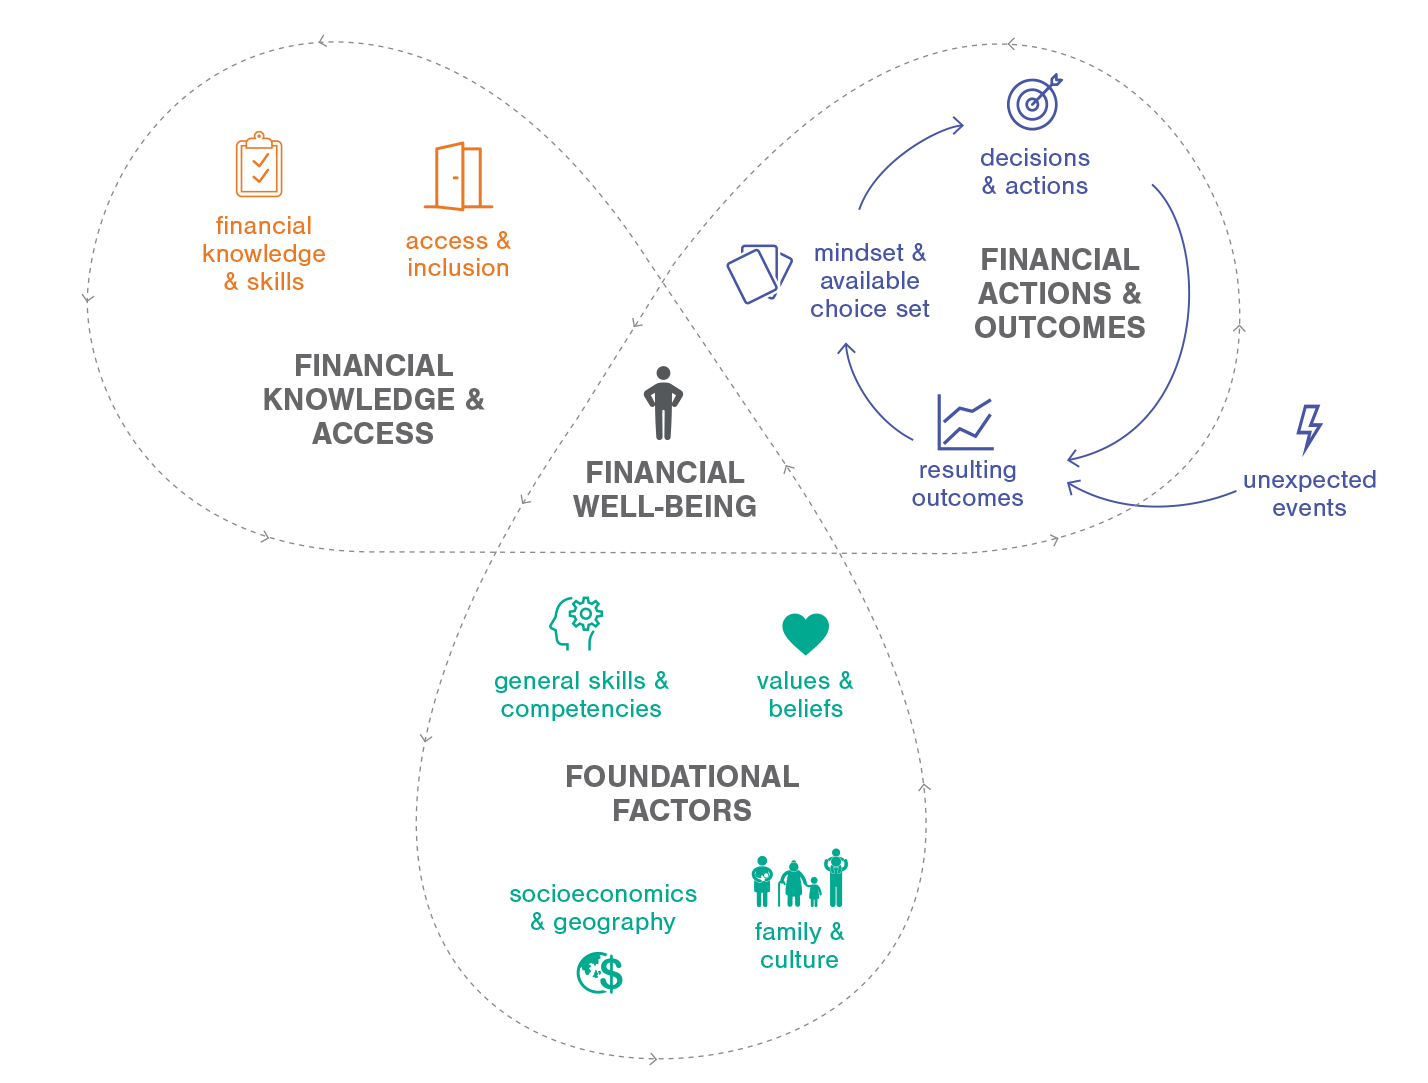 financial
knowledge
& skills
access &
inclusion
FINANCIAL
KNOWLEDGE &
ACCESS
decisions
& actions
mindset &
available
choice set
FINANCIAL
ACTIONS &
OUTCOMES
resulting
outcomes
unexpected
events
FINANCIAL
WELL-BEING
general skills &
competencies
values &
beliefs
FOUNDATIONAL
FACTORS
socioeconomics
& geography
$
family &
culture